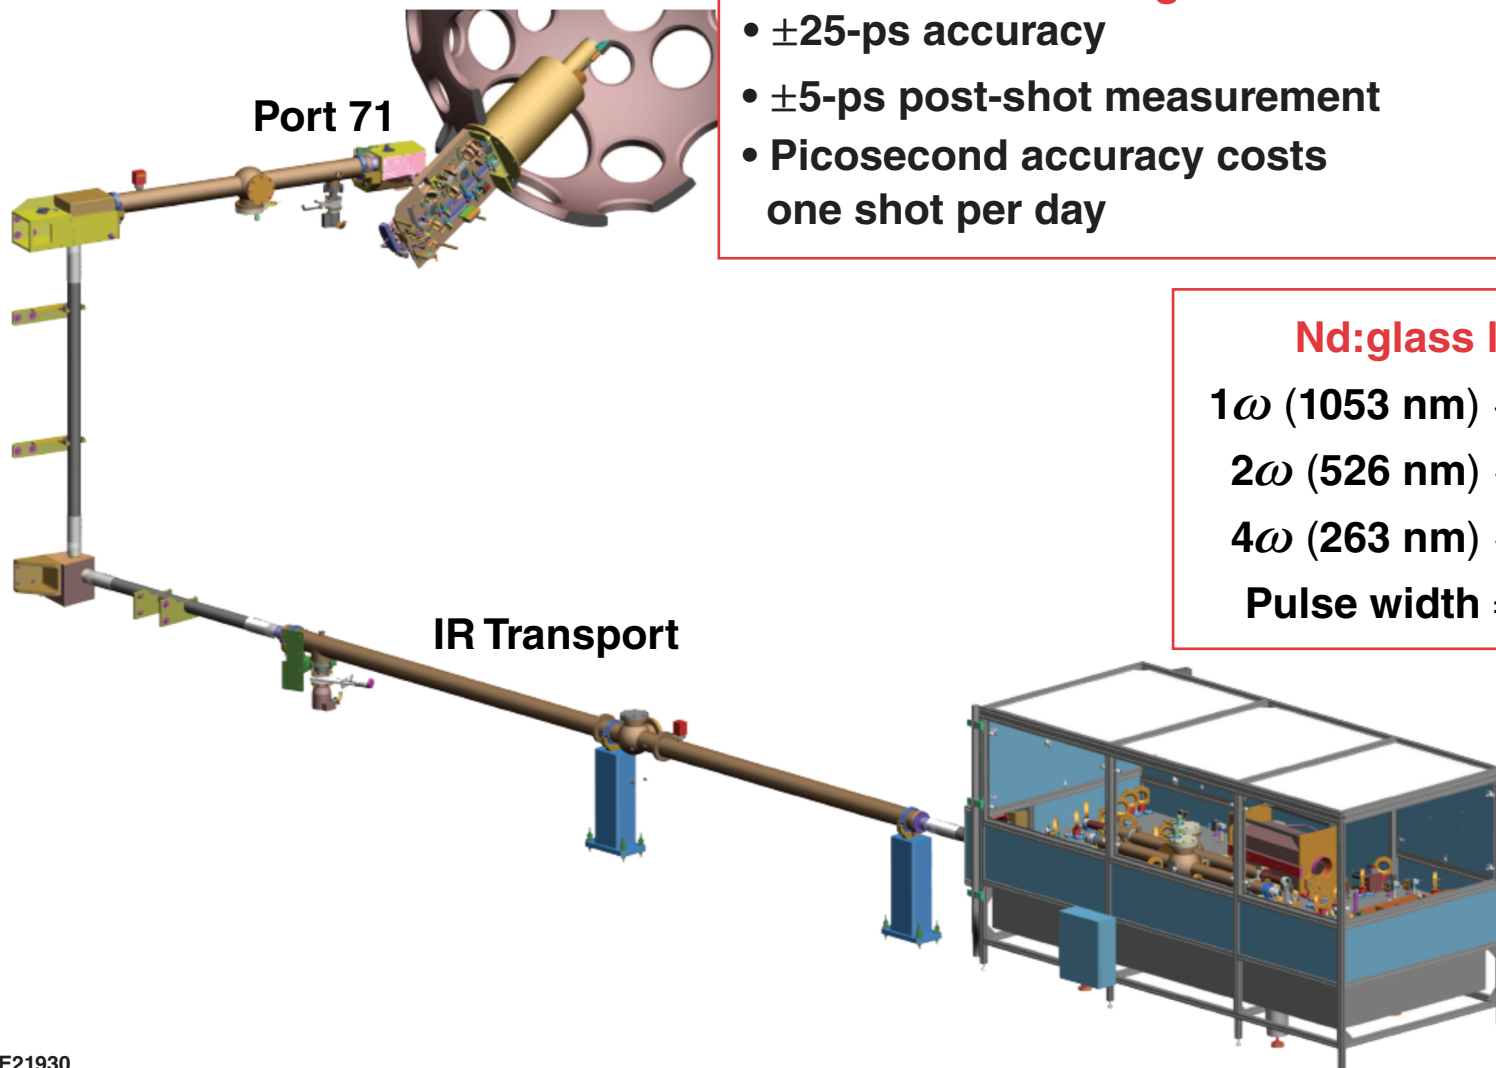 • ±25-ps accuracy
• ±5-ps post-shot measurement
• Picosecond accuracy costs
one shot per day
Port 71
Nd:glass
1ω (1053 nm)
2ω (526 nm)
4ω (263 nm)
Pulse width
IR Transport
E21930